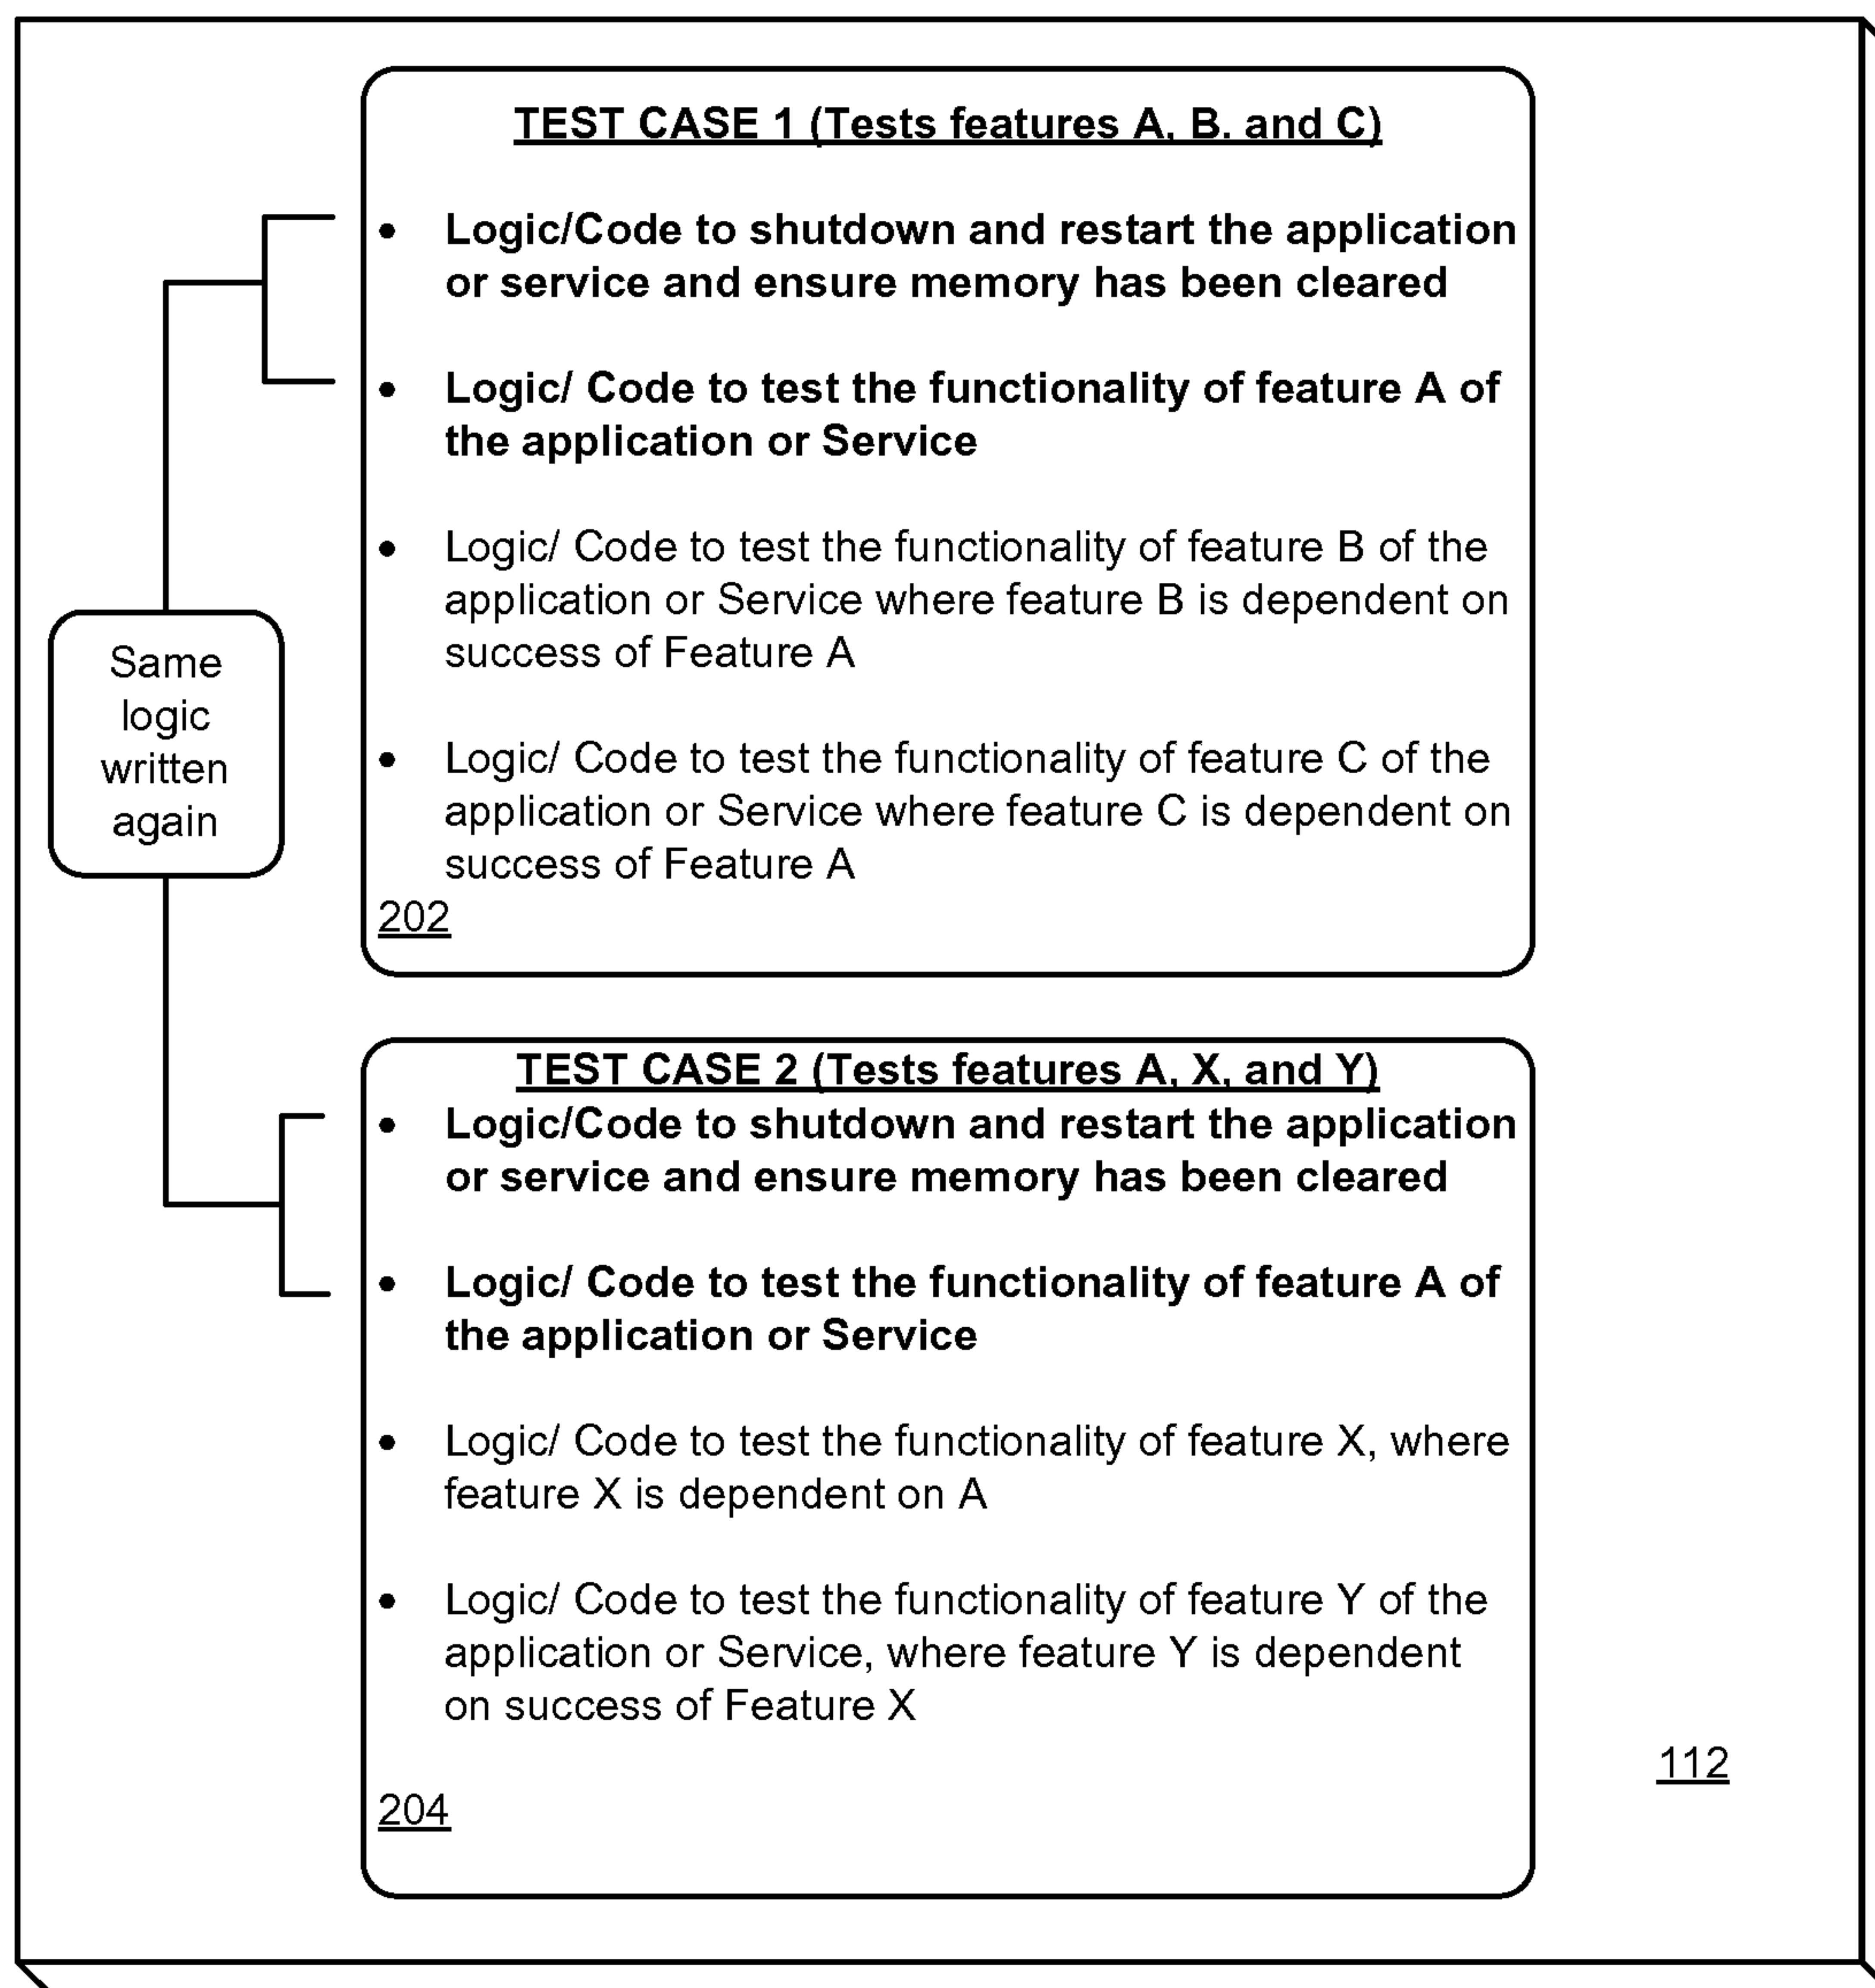 TEST CASE 1 (Tests features A, B. and C)
• Logic/Code to shutdown and restart the application
or service and ensure memory has been cleared
• Logic/ Code to test the functionality of feature A of
the application or Service
• Logic/ Code to test the functionality of feature B of the
application or Service where feature B is dependent on
success of Feature A
• Logic/ Code to test the functionality of feature C of the
application or Service where feature C is dependent on
success of Feature A
202
Same
logic
written
again
TEST CASE 2 (Tests features A, X, and Y)
• Logic/Code to shutdown and restart the application
or service and ensure memory has been cleared
• Logic/ Code to test the functionality of feature A of
the application or Service
• Logic/ Code to test the functionality of feature X, where
feature X is dependent on A
• Logic/ Code to test the functionality of feature Y of the
application or Service, where feature Y is dependent
on success of Feature X
204
112